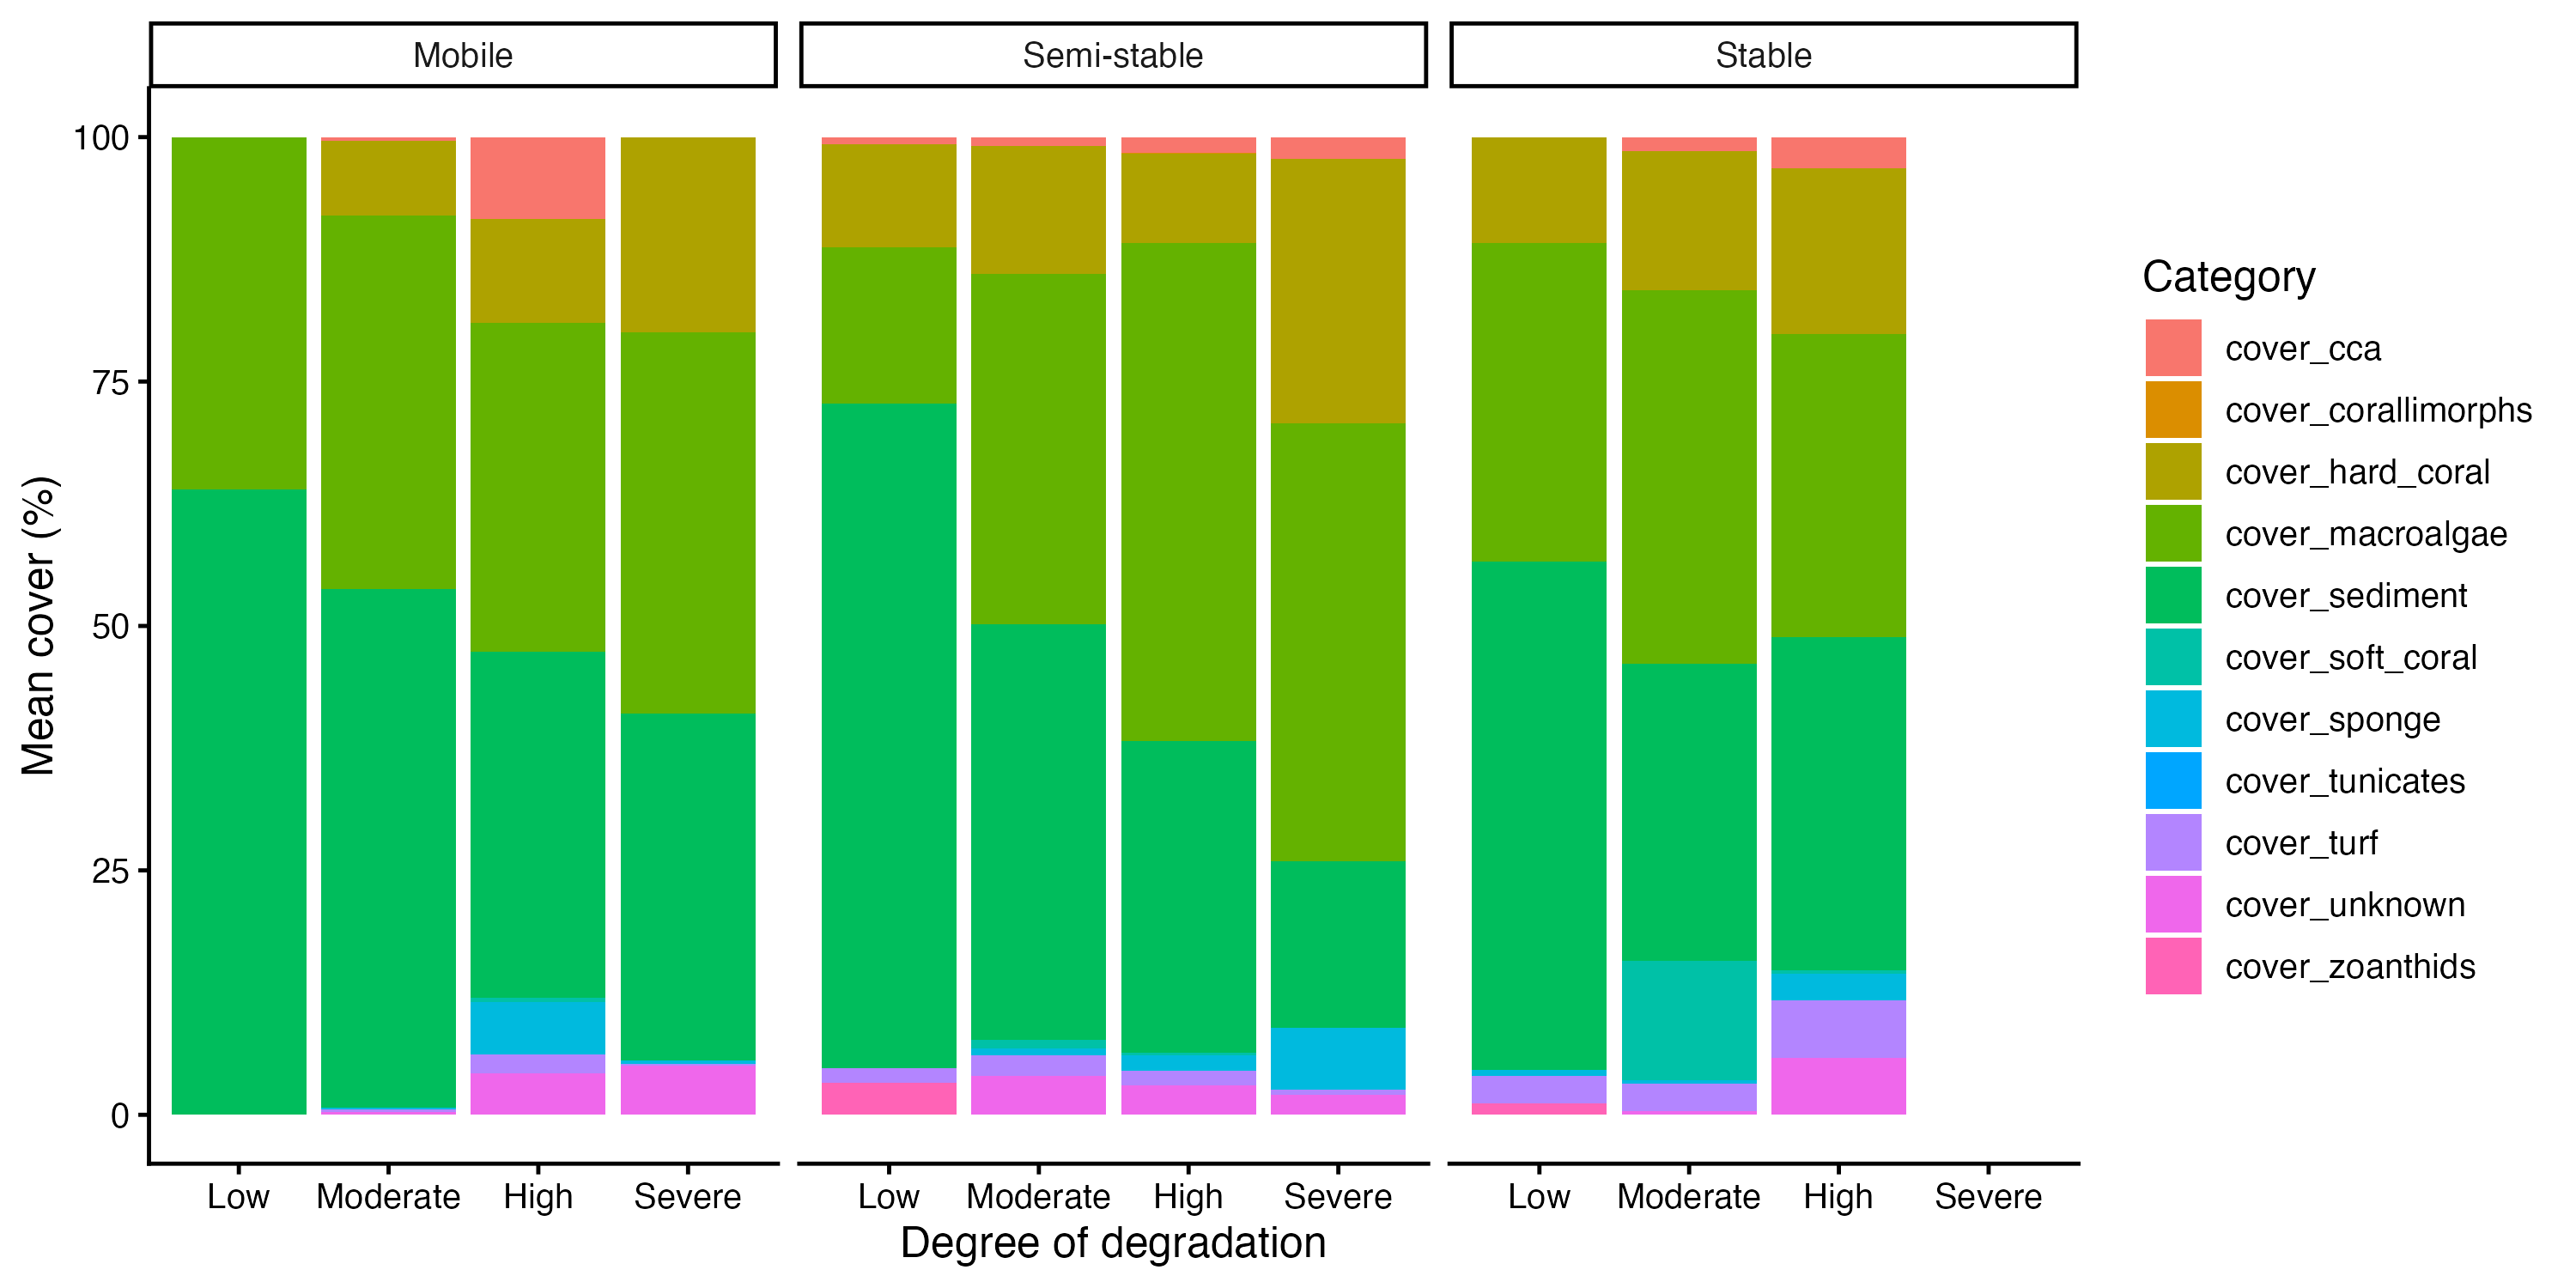 Mobile
Semi-stable
Stable
Mean cover (%)
100
75
50
25
0
Low Moderate High Severe
Low Moderate High Severe
Low Moderate High Severe
Degree of degradation
Category
cover_cca
cover_corallimorphs
cover_hard_coral
cover_macroalgae
cover_sediment
cover_soft_coral
cover_sponge
cover_tunicates
cover_turf
cover_unknown
cover_zoanthids